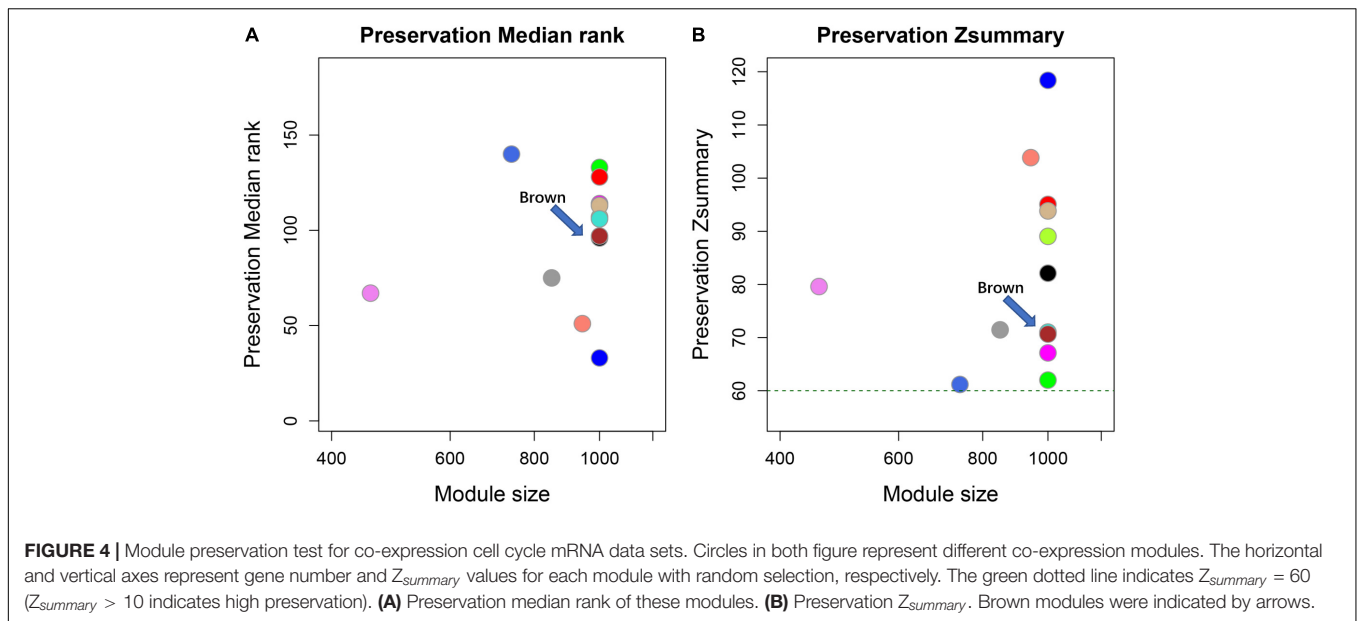 A
Preservation Median rank
Preservation Median rank
150
100
50
0
Brown
400
600
800
1000
Module size
B
Preservation Zsummary
Preservation Zsummary
120
110
100
90
80
70
60
Brown
400
600
800
1000
Module size
FIGURE 4 | Module preservation test for co-expression cell cycle mRNA data sets. Circles in both figure represent different co-expression modules. The horizontal
and vertical axes represent gene number and Zsummary values for each module with random selection, respectively. The green dotted line indicates Zsummary = 60
(Zsummary > 10 indicates high preservation). (A) Preservation median rank of these modules. (B) Preservation Zsummary. Brown modules were indicated by arrows.